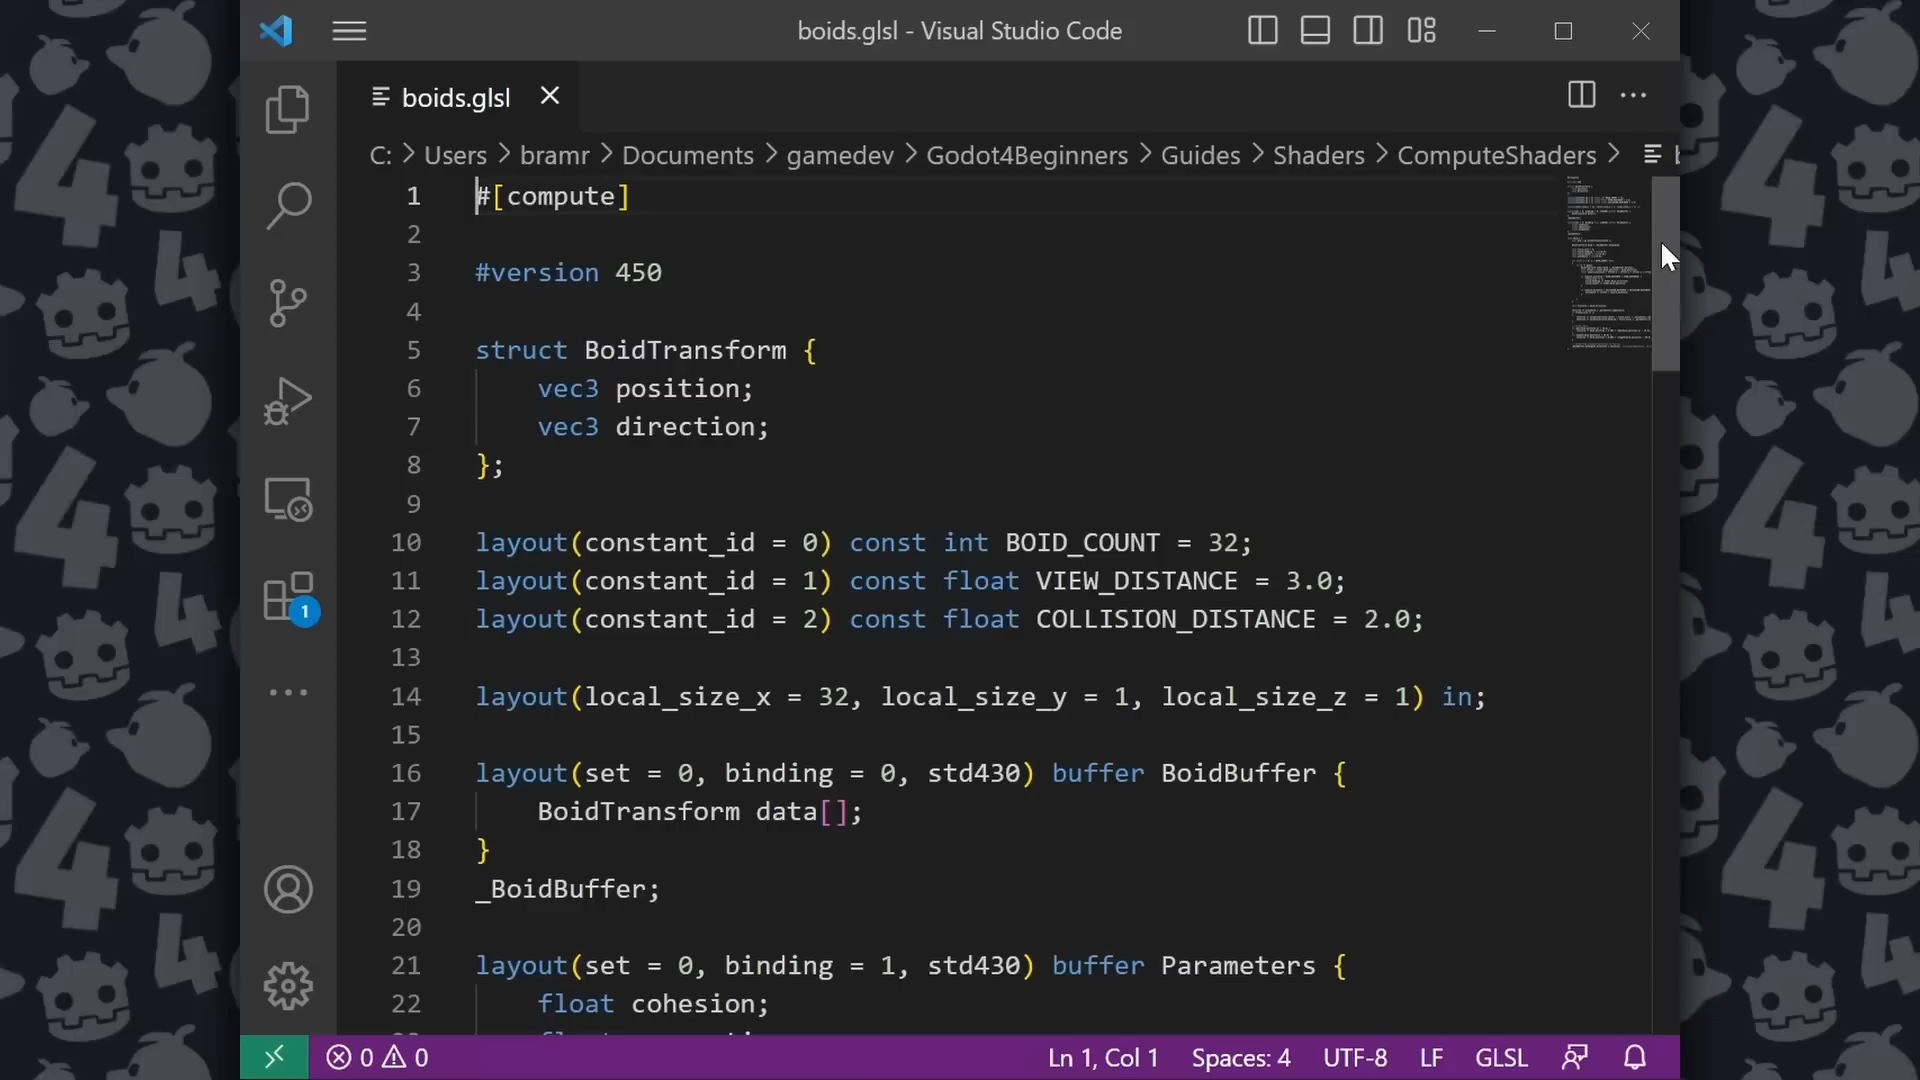 boids.glsl - Visual Studio Code
boids.glsl
C: > Users > bramr > Documents > gamedev > Godot4Beginners > Guides > Shaders > ComputeShaders >
1 #[compute]
2
3 #version 450
4
5 struct BoidTransform {
6 vec3 position;
7 vec3 direction;
8 };
9
10 layout(constant_id = 0) const int BOID_COUNT = 32;
11 layout(constant_id = 1) const float VIEW_DISTANCE = 3.0;
12 layout(constant_id = 2) const float COLLISION_DISTANCE = 2.0;
13
14 layout(local_size_x = 32, local_size_y = 1, local_size_z = 1) in;
15
16 layout(set = 0, binding = 0, std430) buffer BoidBuffer {
17 BoidTransform data[];
18 }
19 _BoidBuffer;
20
21 layout(set = 0, binding = 1, std430) buffer Parameters {
22 float cohesion;
1
0 0 Ln 1, Col 1 Spaces: 4 UTF-8 LF GLSL